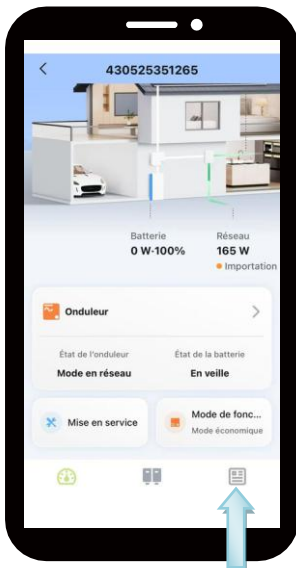 430525351265
Batterie
Réseau
0 W·100%
165 W
Importation
Onduleur
État de l'onduleur
État de la batterie
Mode en réseau
En veille
Mise en service
Mode de fonc...
Mode économique